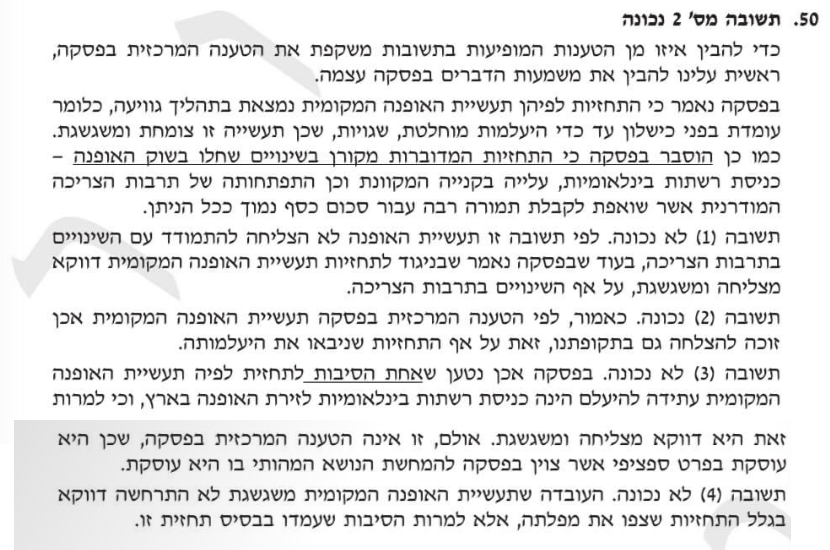 50. תשובה מס' 2 נכונה
כדי להבין איזו מן הטענות המופיעות בתשובות משקפת את הטענה המרכזית בפסקה,
ראשית עלינו להבין את משמעות הדברים בפסקה עצמה.
בפסקה נאמר כי התחזיות לפיהן תעשיית האופנה המקומית נמצאת בתהליך גוויעה, כלומר
עומדת בפני כישלון עד כדי היעלמות מוחלטת, שגויות, שכן תעשייה זו צומחת ומשגשגת.
כמו כן הוסבר בפסקה כי התחזיות המדוברות מקורן בשינויים שחלו בשוק האופנה –
כניסת רשתות בינלאומיות, עלייה בקנייה המקוונת וכן התפתחותה של תרבות הצריכה
המודרנית אשר שואפת לקבלת תמורה רבה עבור סכום כסף נמוך ככל הניתן.
תשובה (1) לא נכונה. לפי תשובה זו תעשיית האופנה לא הצליחה להתמודד עם השינויים
בתרבות הצריכה, בעוד שבפסקה נאמר שבניגוד לתחזיות תעשיית האופנה המקומית דווקא
מצליחה ומשגשגת, על אף השינויים בתרבות הצריכה.
תשובה (2) נכונה. כאמור, לפי הטענה המרכזית בפסקה תעשיית האופנה המקומית אכן
זוכה להצלחה גם בתקופתנו, זאת על אף התחזיות שניבאו את היעלמותה.
תשובה (3) לא נכונה. בפסקה אכן נטען שאחת הסיבות לתחזית לפיה תעשיית האופנה
המקומית עתידה להיעלם הינה כניסת רשתות בינלאומיות לזירת האופנה בארץ, וכי למרות
זאת היא דווקא מצליחה ומשגשגת. אולם, זו אינה הטענה המרכזית בפסקה, שכן היא
עוסקת בפרט ספציפי אשר צוין בפסקה להמחשת הנושא המהותי בו היא עוסקת.
תשובה (4) לא נכונה. העובדה שתעשיית האופנה המקומית משגשגת לא התרחשה דווקא
בגלל התחזיות שצפו את מפלתה, אלא למרות הסיבות שעמדו בבסיס תחזית זו.